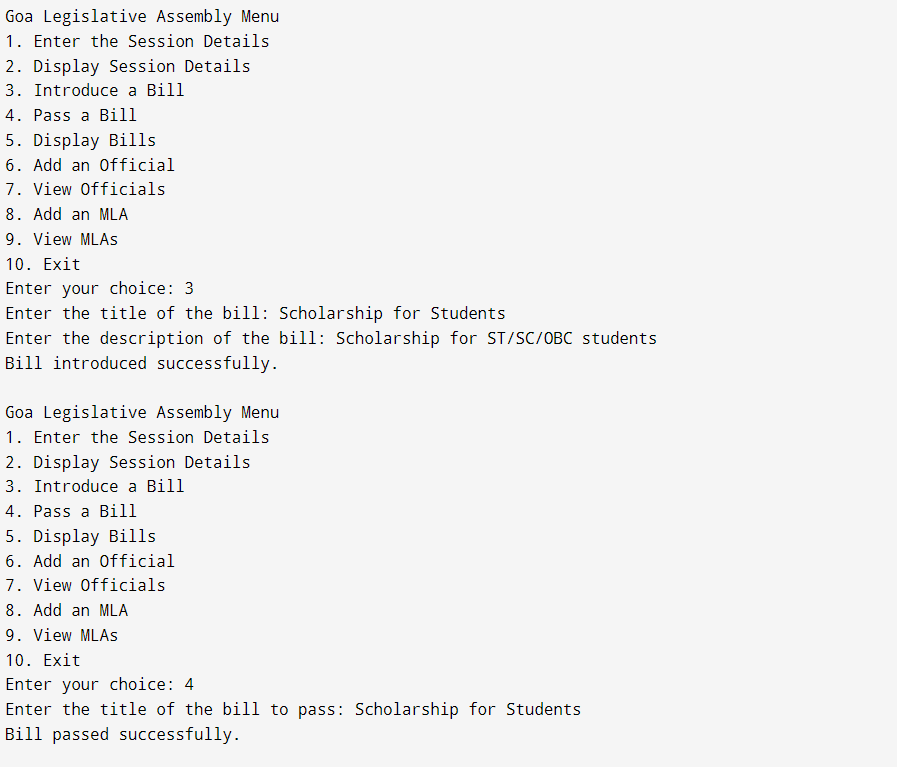 Goa Legislative Assembly Menu
1. Enter the Session Details
2. Display Session Details
3. Introduce a Bill
4. Pass a Bill
5. Display Bills
6. Add an Official
7. View Officials
8. Add an MLA
9. View MLAs
10. Exit
Enter your choice: 3
Enter the title of the bill: Scholarship for Students
Enter the description of the bill: Scholarship for ST/SC/OBC students
Bill introduced successfully.

Goa Legislative Assembly Menu
1. Enter the Session Details
2. Display Session Details
3. Introduce a Bill
4. Pass a Bill
5. Display Bills
6. Add an Official
7. View Officials
8. Add an MLA
9. View MLAs
10. Exit
Enter your choice: 4
Enter the title of the bill to pass: Scholarship for Students
Bill passed successfully.